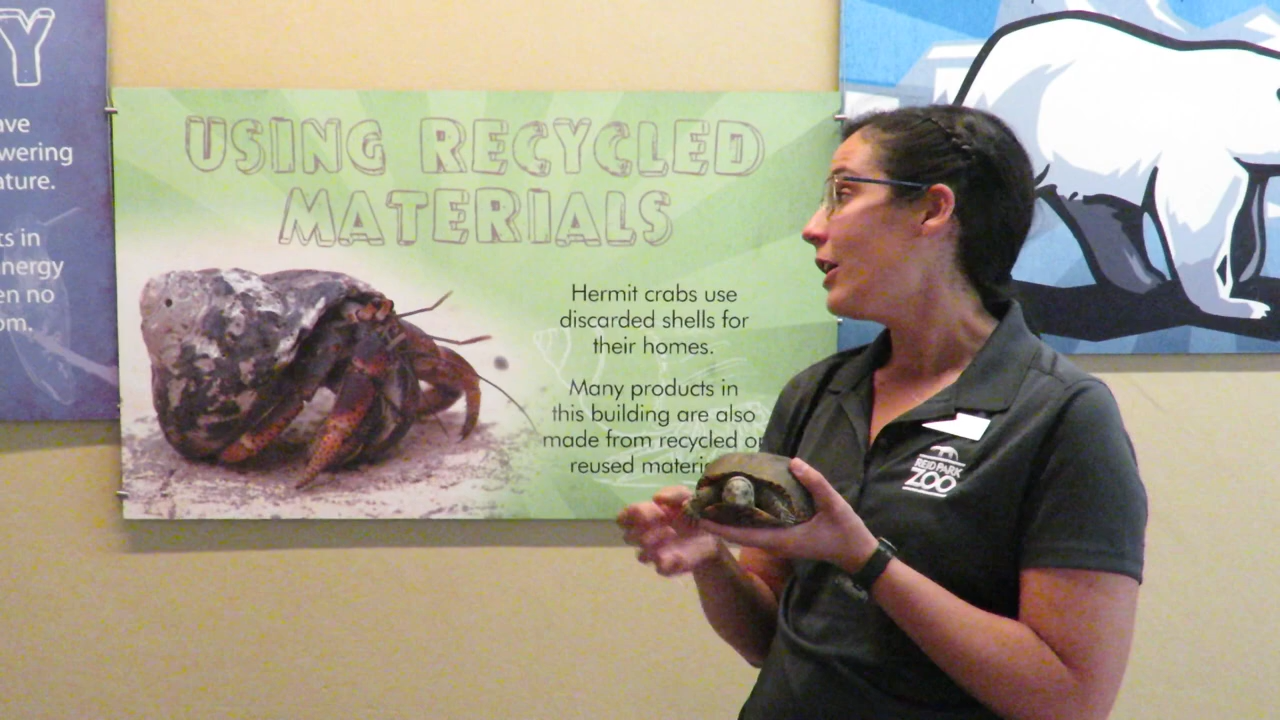 Y
ave
wering
ature.
ts in
nergy
en no
om.
USING RECYCLED
MATERIALS
Hermit crabs use
discarded shells for
their homes.
Many products in
this building are also
made from recycled or
reused materia
REID PARK
ZOO